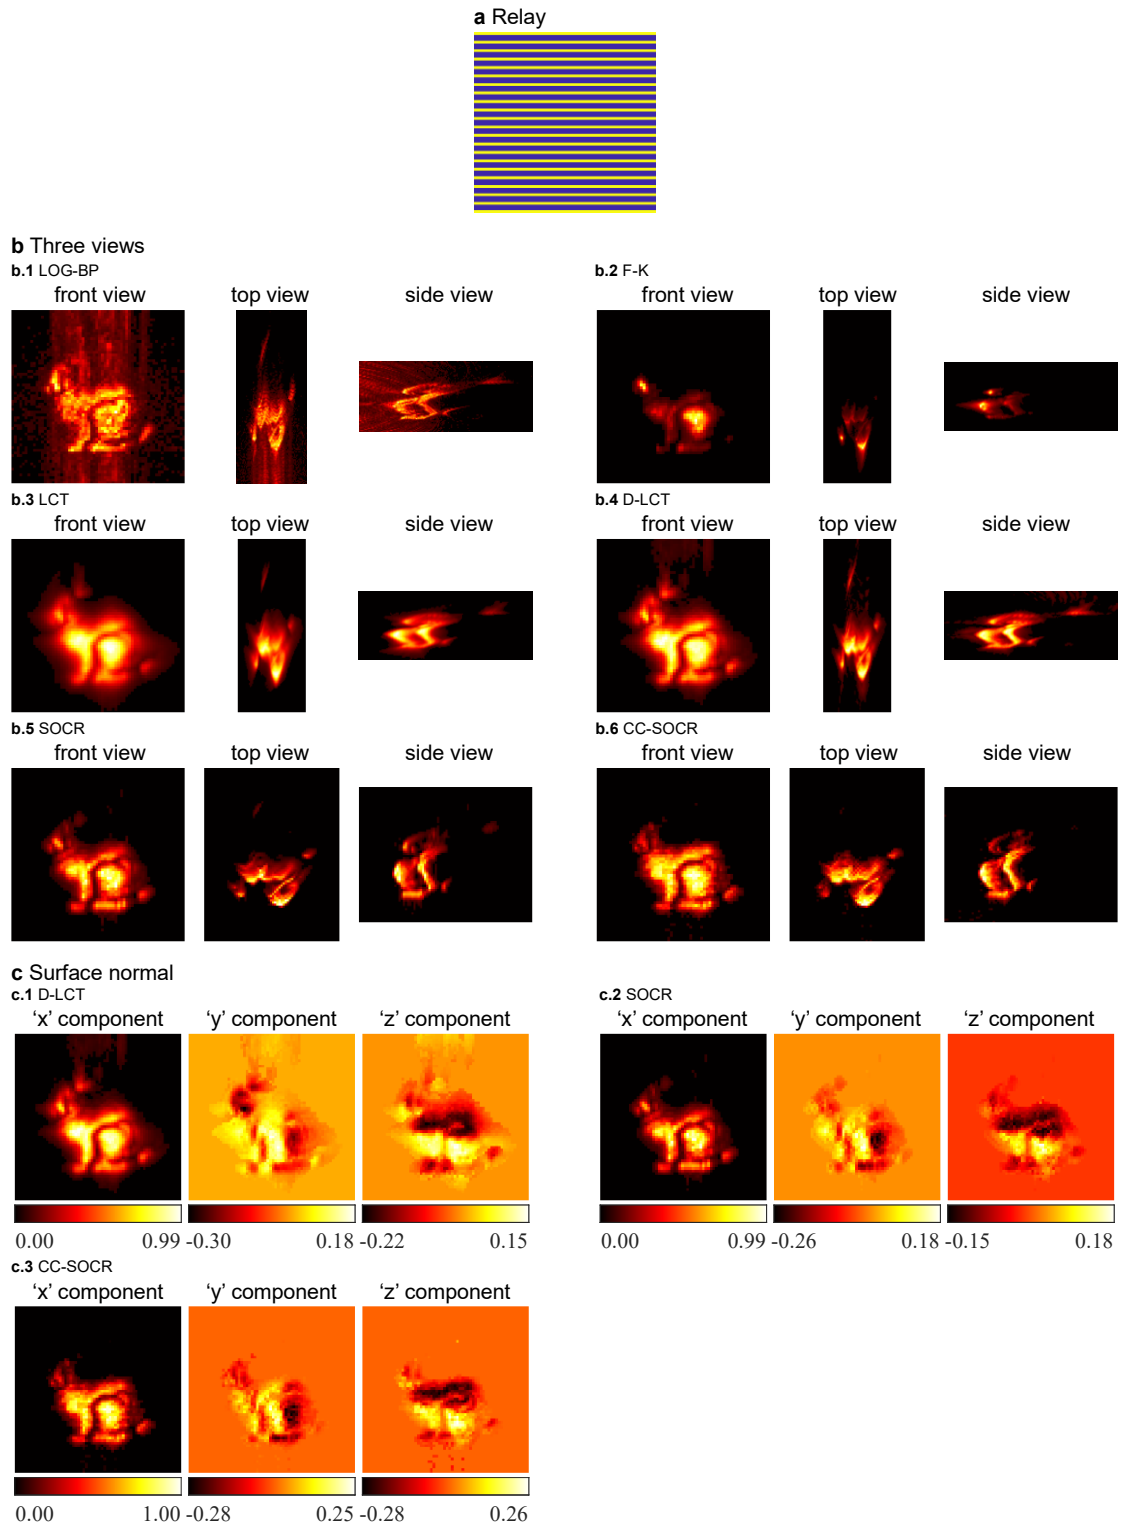 a Relay
b Three views
b.1 LOG-BP
front view top view side view
b.2 F-K
front view top view side view
b.3 LCT
front view top view side view
b.4 D-LCT
front view top view side view
b.5 SOCR
front view top view side view
b.6 CC-SOCR
front view top view side view
c Surface normal
c.1 D-LCT
‘x’ component ‘y’ component ‘z’ component
0.00 0.99 -0.30 0.18 -0.22 0.15
c.2 SOCR
‘x’ component ‘y’ component ‘z’ component
0.00 0.99 -0.26 0.18 -0.15 0.18
c.3 CC-SOCR
‘x’ component ‘y’ component ‘z’ component
0.00 1.00 -0.28 0.25 -0.28 0.26